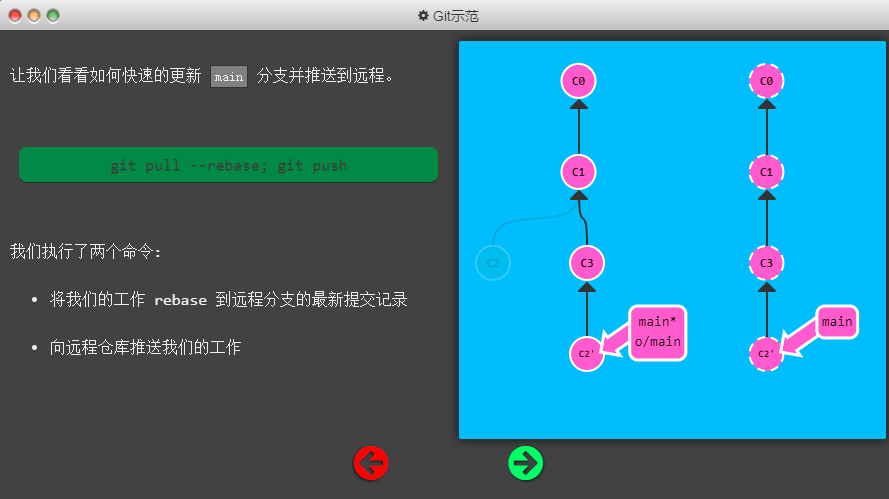 Git示范
让我们看看如何快速的更新 main 分支并推送到远程。
git pull --rebase; git push
我们执行了两个命令:
将我们的工作 rebase 到远程分支的最新提交记录
向远程仓库推送我们的工作
C0
C1
C2
C3
C2'
main*
o/main
C0
C1
C3
C2'
main